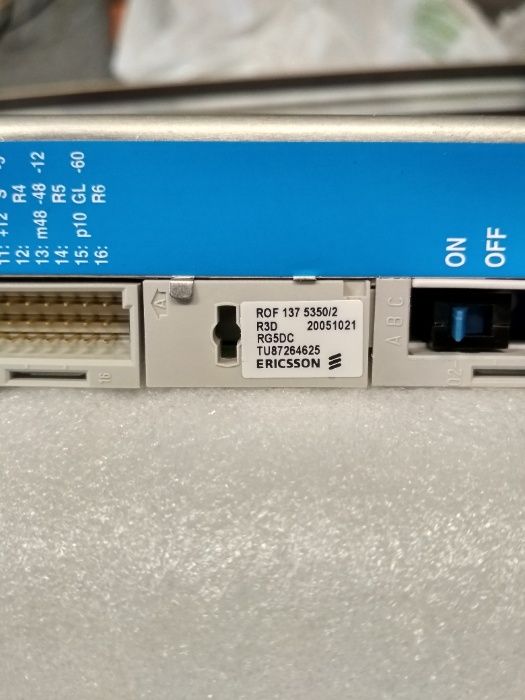 11: +12 g -5
12: R4
13: m48 -48 -12
14: R5
15: p10 GL -60
16: R6
ON
OFF
A
ROF 137 5350/2
R3D 20051021
RG5DC
TU87264625
ERICSSON
A B C
16